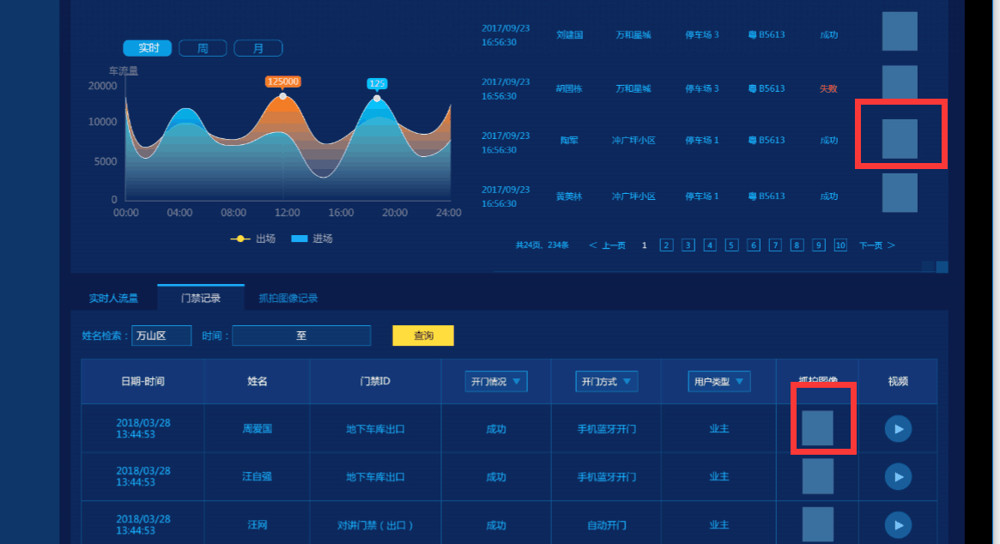 实时 周 月
车流量
20000
10000
5000
0
125000
125
00:00 04:00 08:00 12:00 16:00 20:00 24:00
出场 进场
2017/09/23
16:56:30
刘建国 万和星城 停车场 3 粤 B5613 成功
2017/09/23
16:56:30
胡国栋 万和星城 停车场 3 粤 B5613 失败
2017/09/23
16:56:30
陶军 冲广坪小区 停车场 1 粤 B5613 成功
2017/09/23
16:56:30
黄美林 冲广坪小区 停车场 1 粤 B5613 成功
共24页、234条 < 上一页 1 2 3 4 5 6 7 8 9 10 下一页 >
实时人流量 门禁记录 抓拍图像记录
姓名检索: 万山区 时间: 至 查询
日期-时间 姓名 门禁ID 开门情况 开门方式 用户类型 抓拍图像 视频
2018/03/28
13:44:53
周爱国 地下车库出口 成功 手机蓝牙开门 业主
2018/03/28
13:44:53
汪自强 地下车库出口 成功 手机蓝牙开门 业主
2018/03/28
13:44:53
汪网 对讲门禁(出口) 成功 自动开门 业主